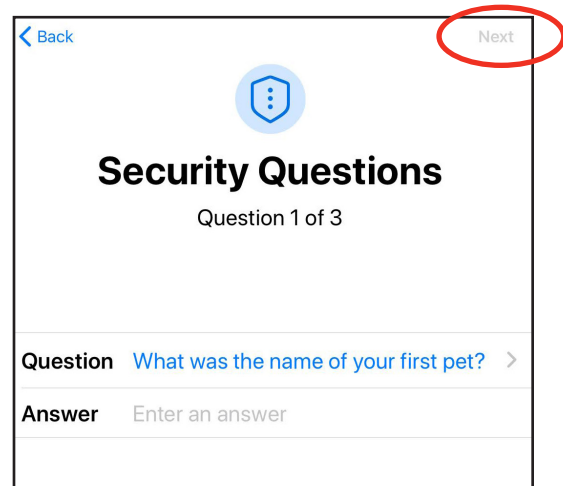 Back
Next
Security Questions
Question 1 of 3
Question What was the name of your first pet?
Answer Enter an answer